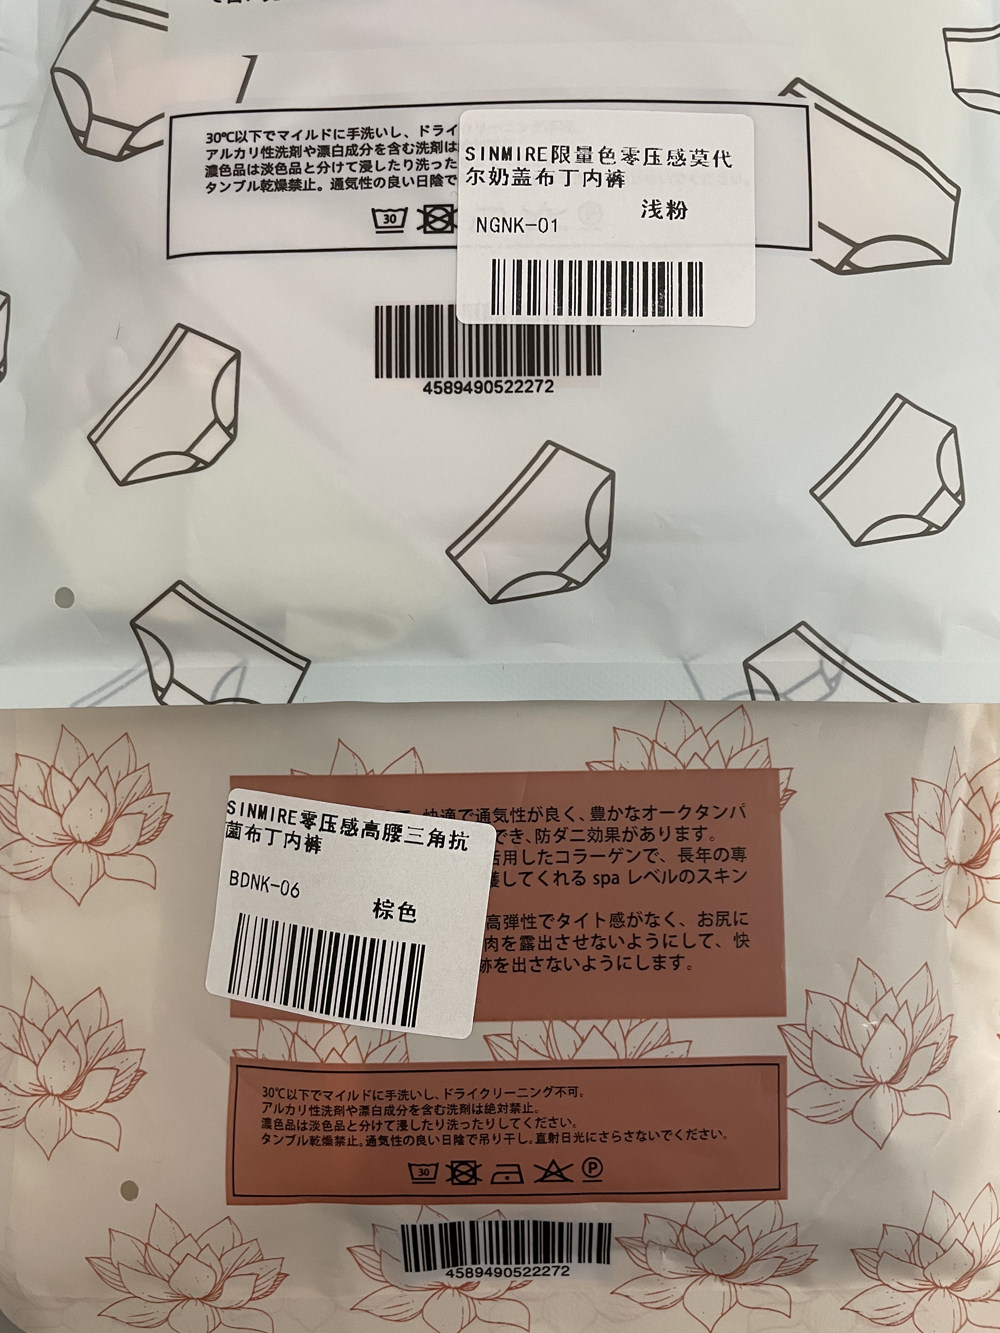 30℃以下でマイルドに手洗いし、ドライクリーニング不可。
アルカリ性洗剤や漂白成分を含む洗剤は
濃色品は淡色品と分けて浸したり洗った
タンブル乾燥禁止。通気性の良い日陰で
30
SINMIRE限量色零压感莫代
尔奶盖布丁内裤
浅粉
NGNK-01
4589490522272
SINMIRE零压感高腰三角抗
菌布丁内裤
BDNK-06
棕色
快適で通気性が良く、豊かなオークタンパ
でき、防ダニ効果があります。
活用したコラーゲンで、長年の専
護してくれる spa レベルのスキン
高弾性でタイト感がなく、お尻に
肉を露出させないようにして、快
跡を出さないようにします。
30℃以下でマイルドに手洗いし、ドライクリーニング不可。
アルカリ性洗剤や漂白成分を含む洗剤は絶対禁止。
濃色品は淡色品と分けて浸したり洗ったりしてください。
タンブル乾燥禁止。通気性の良い日陰で吊り干し。直射日光にさらさないでください。
30 P
4589490522272